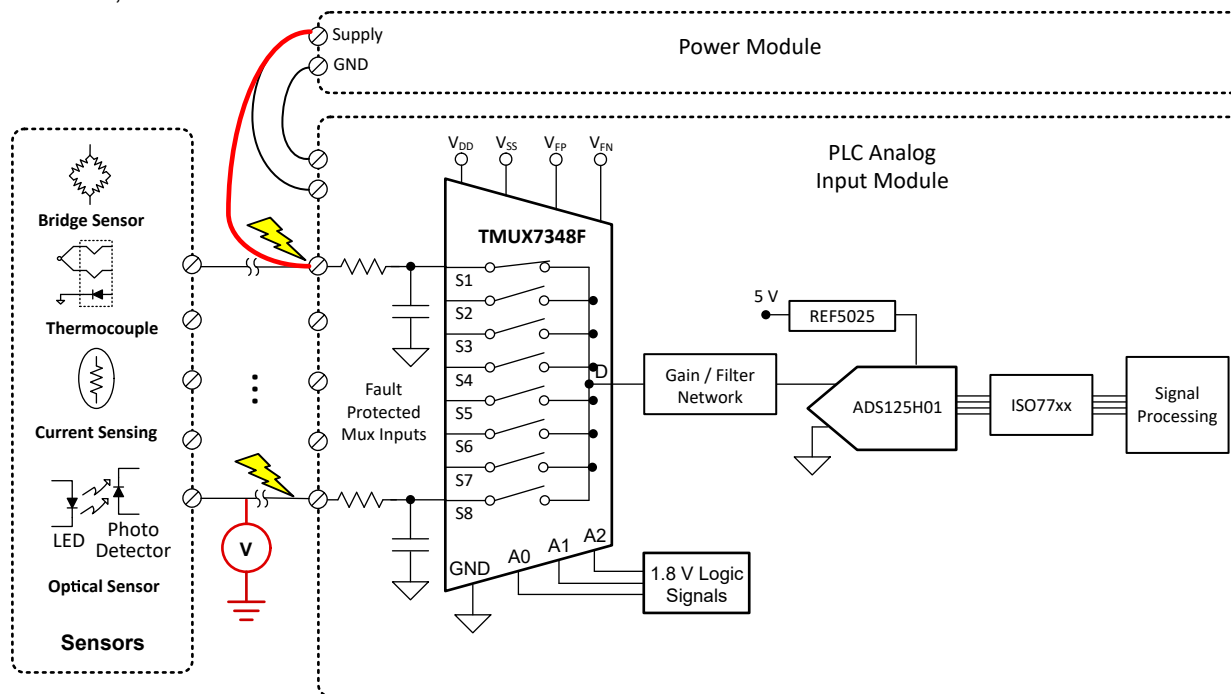 Supply
GND
Power Module
PLC Analog
Input Module
V_DD
V_SS
V_FP
V_FN
TMUX7348F
Bridge Sensor
Thermocouple
Current Sensing
LED
Photo
Detector
Optical Sensor
Sensors
V
Fault
Protected
Mux Inputs
S1
S2
S3
S4
S5
S6
S7
S8
D
GND
A0
A1
A2
1.8 V Logic
Signals
Gain / Filter
Network
5 V
REF5025
ADS125H01
ISO77xx
Signal
Processing